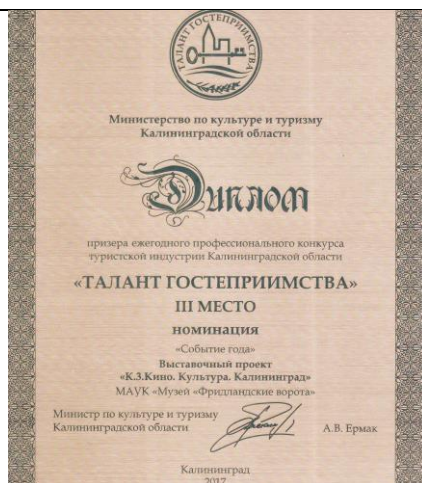 ТАЛАНТ ГОСТЕПРИИМСТВА
Министерство по культуре и туризму
Калининградской области
Диплом
призера ежегодного профессионального конкурса
туристской индустрии Калининградской области
«ТАЛАНТ ГОСТЕПРИИМСТВА»
III МЕСТО
номинация
«Событие года»
Выставочный проект
«К.З.Кино. Культура. Калининград»
МАУК «Музей «Фридландские ворота»
Министр по культуре и туризму
Калининградской области
А.В. Ермак
Калининград
2017